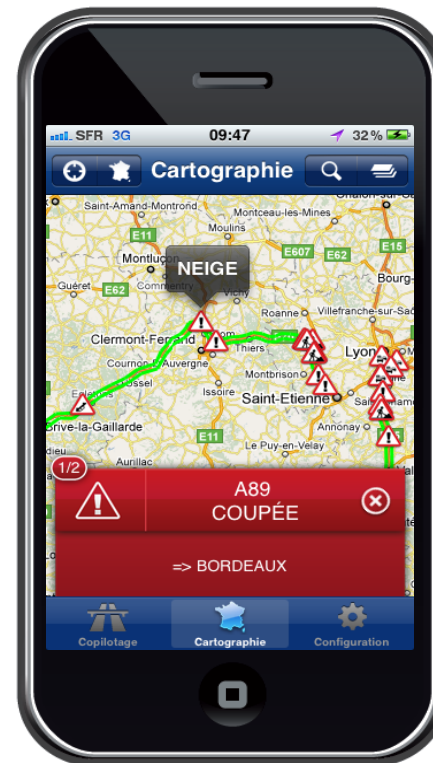 SFR 3G 09:47 32%
Cartographie
Saint-Amand-Montrond
Montceau-les-Mines
Moulins
E11
E607 E62 E15
NEIGE
Guéret E62
Vichy
Bourg-
Roanne Villefranche-sur-Saô
Clermont-Ferrand
Thiers
Lyon
Cournon-D'Auvergne
Ussel
Montbrison
Issoire
Saint-Etienne
Brive-la-Gaillarde
Annonay
E11
Le Puy-en-Velay
Aurillac
1/2
A89
COUPÉE
=> BORDEAUX
Copilotage Cartographie Configuration